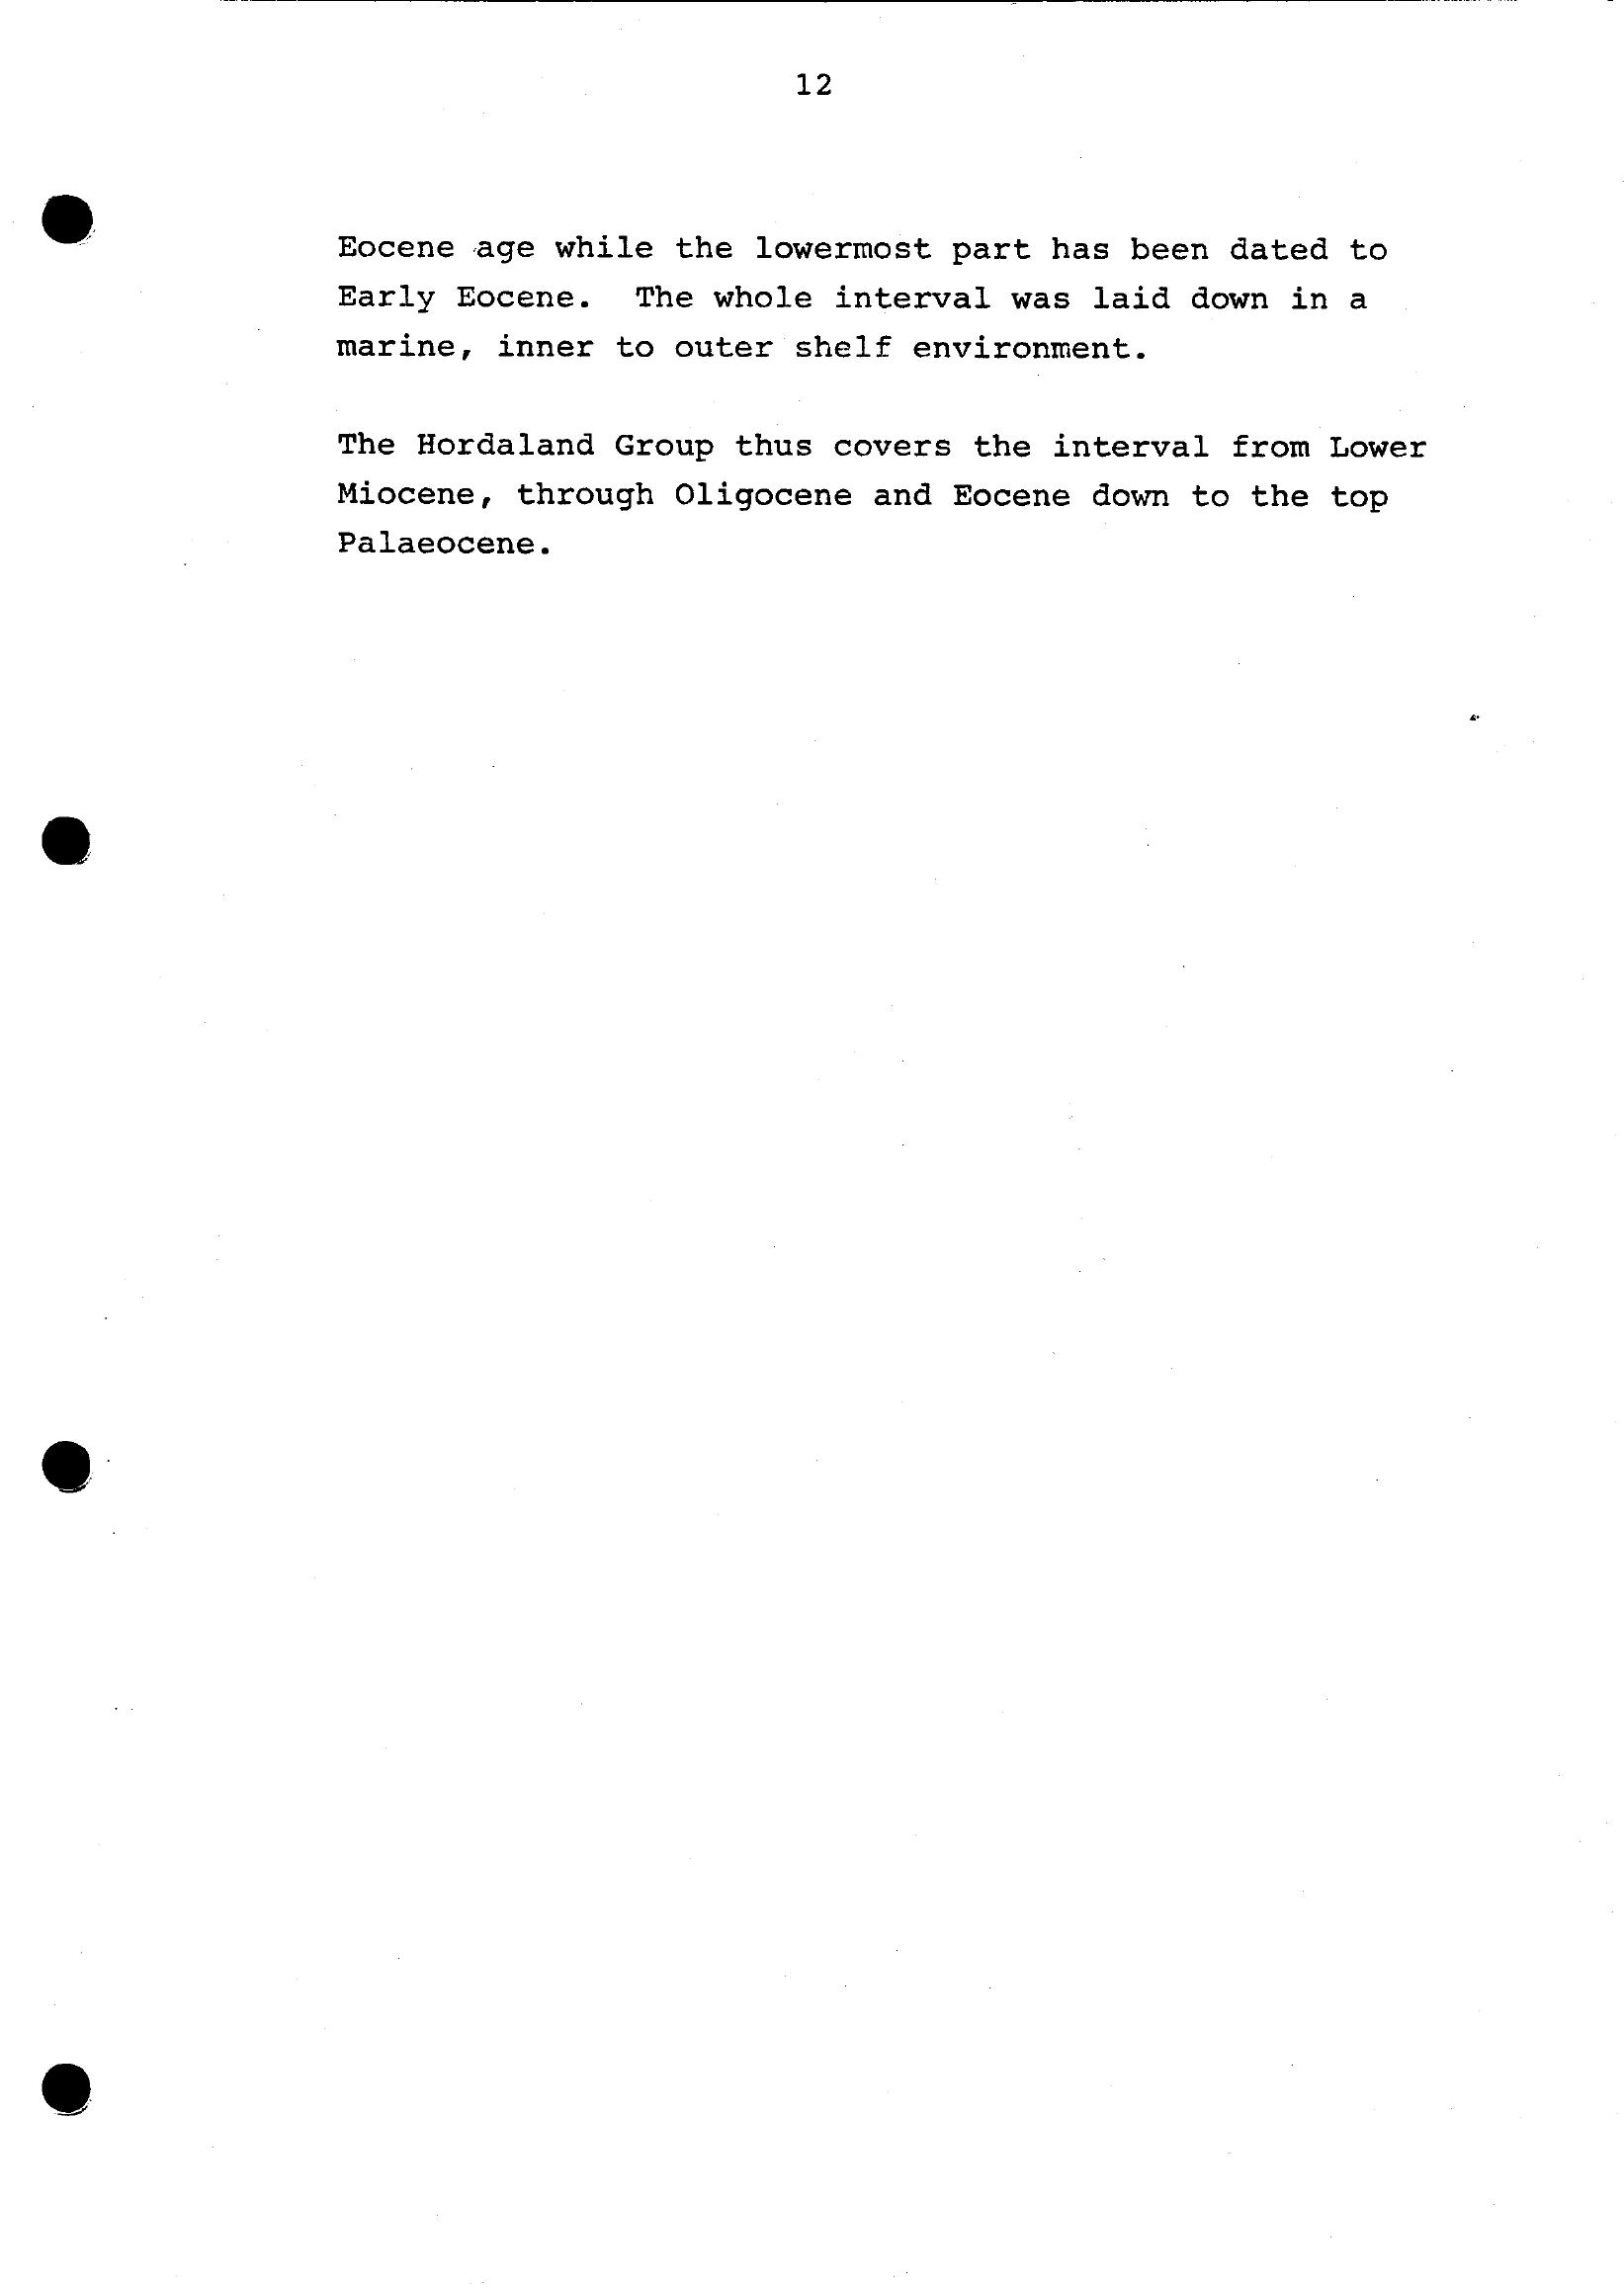 12
Eocene age while the lowermost part has been dated to
Early Eocene. The whole interval was laid down in a
marine, inner to outer shelf environment.
The Hordaland Group thus covers the interval from Lower
Miocene, through Oligocene and Eocene down to the top
Palaeocene.